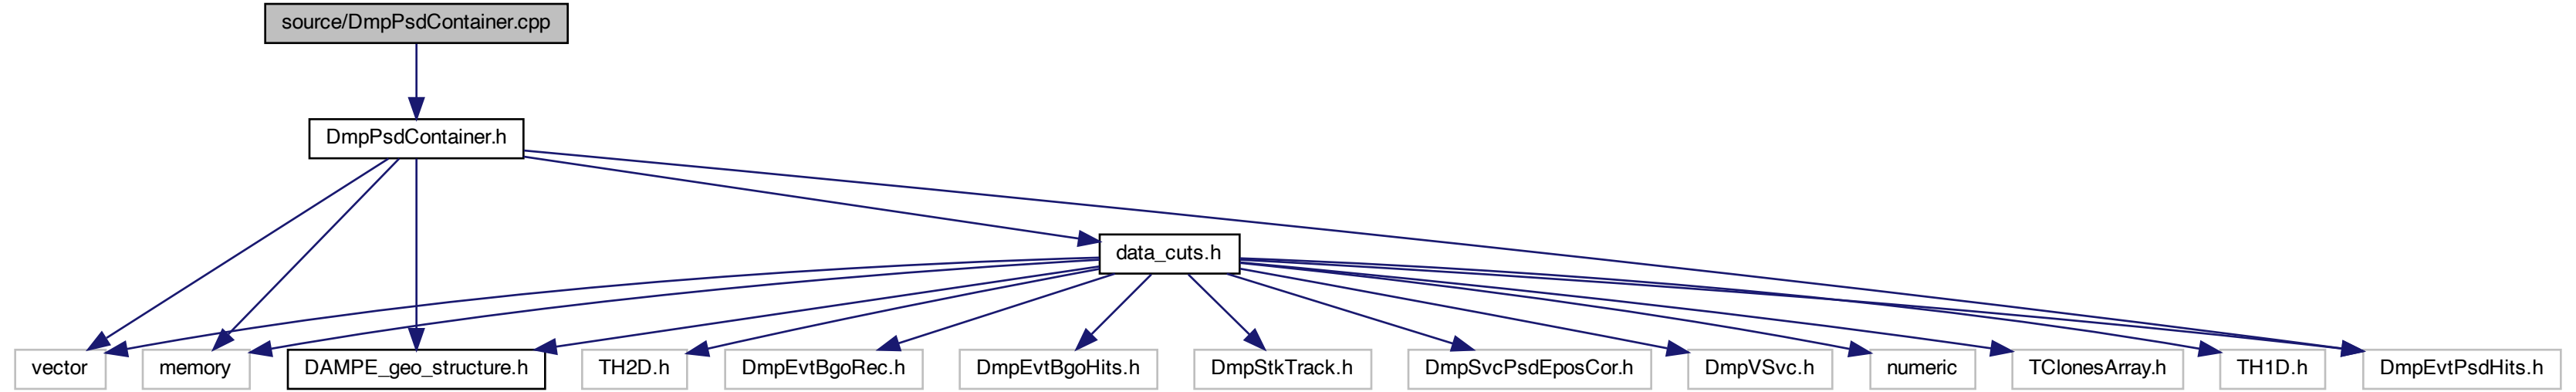 source/DmpPsdContainer.cpp
DmpPsdContainer.h
data_cuts.h
vector
memory
DAMPE_geo_structure.h
TH2D.h
DmpEvtBgoRec.h
DmpEvtBgoHits.h
DmpStkTrack.h
DmpSvcPsdEposCor.h
DmpVSvc.h
numeric
TClonesArray.h
TH1D.h
DmpEvtPsdHits.h